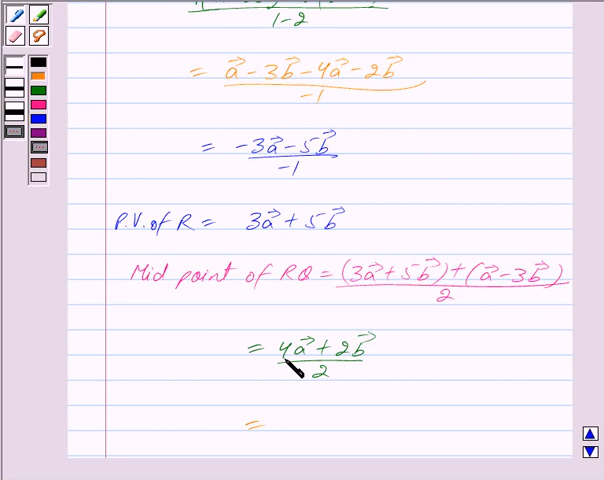 1-2
= a⃗ - 3b⃗ - 4a⃗ - 2b⃗ / -1
= -3a⃗ - 5b⃗ / -1
P.V. of R = 3a⃗ + 5b⃗
Mid point of RQ = (3a⃗ + 5b⃗) + (a⃗ - 3b⃗) / 2
= 4a⃗ + 2b⃗ / 2
=